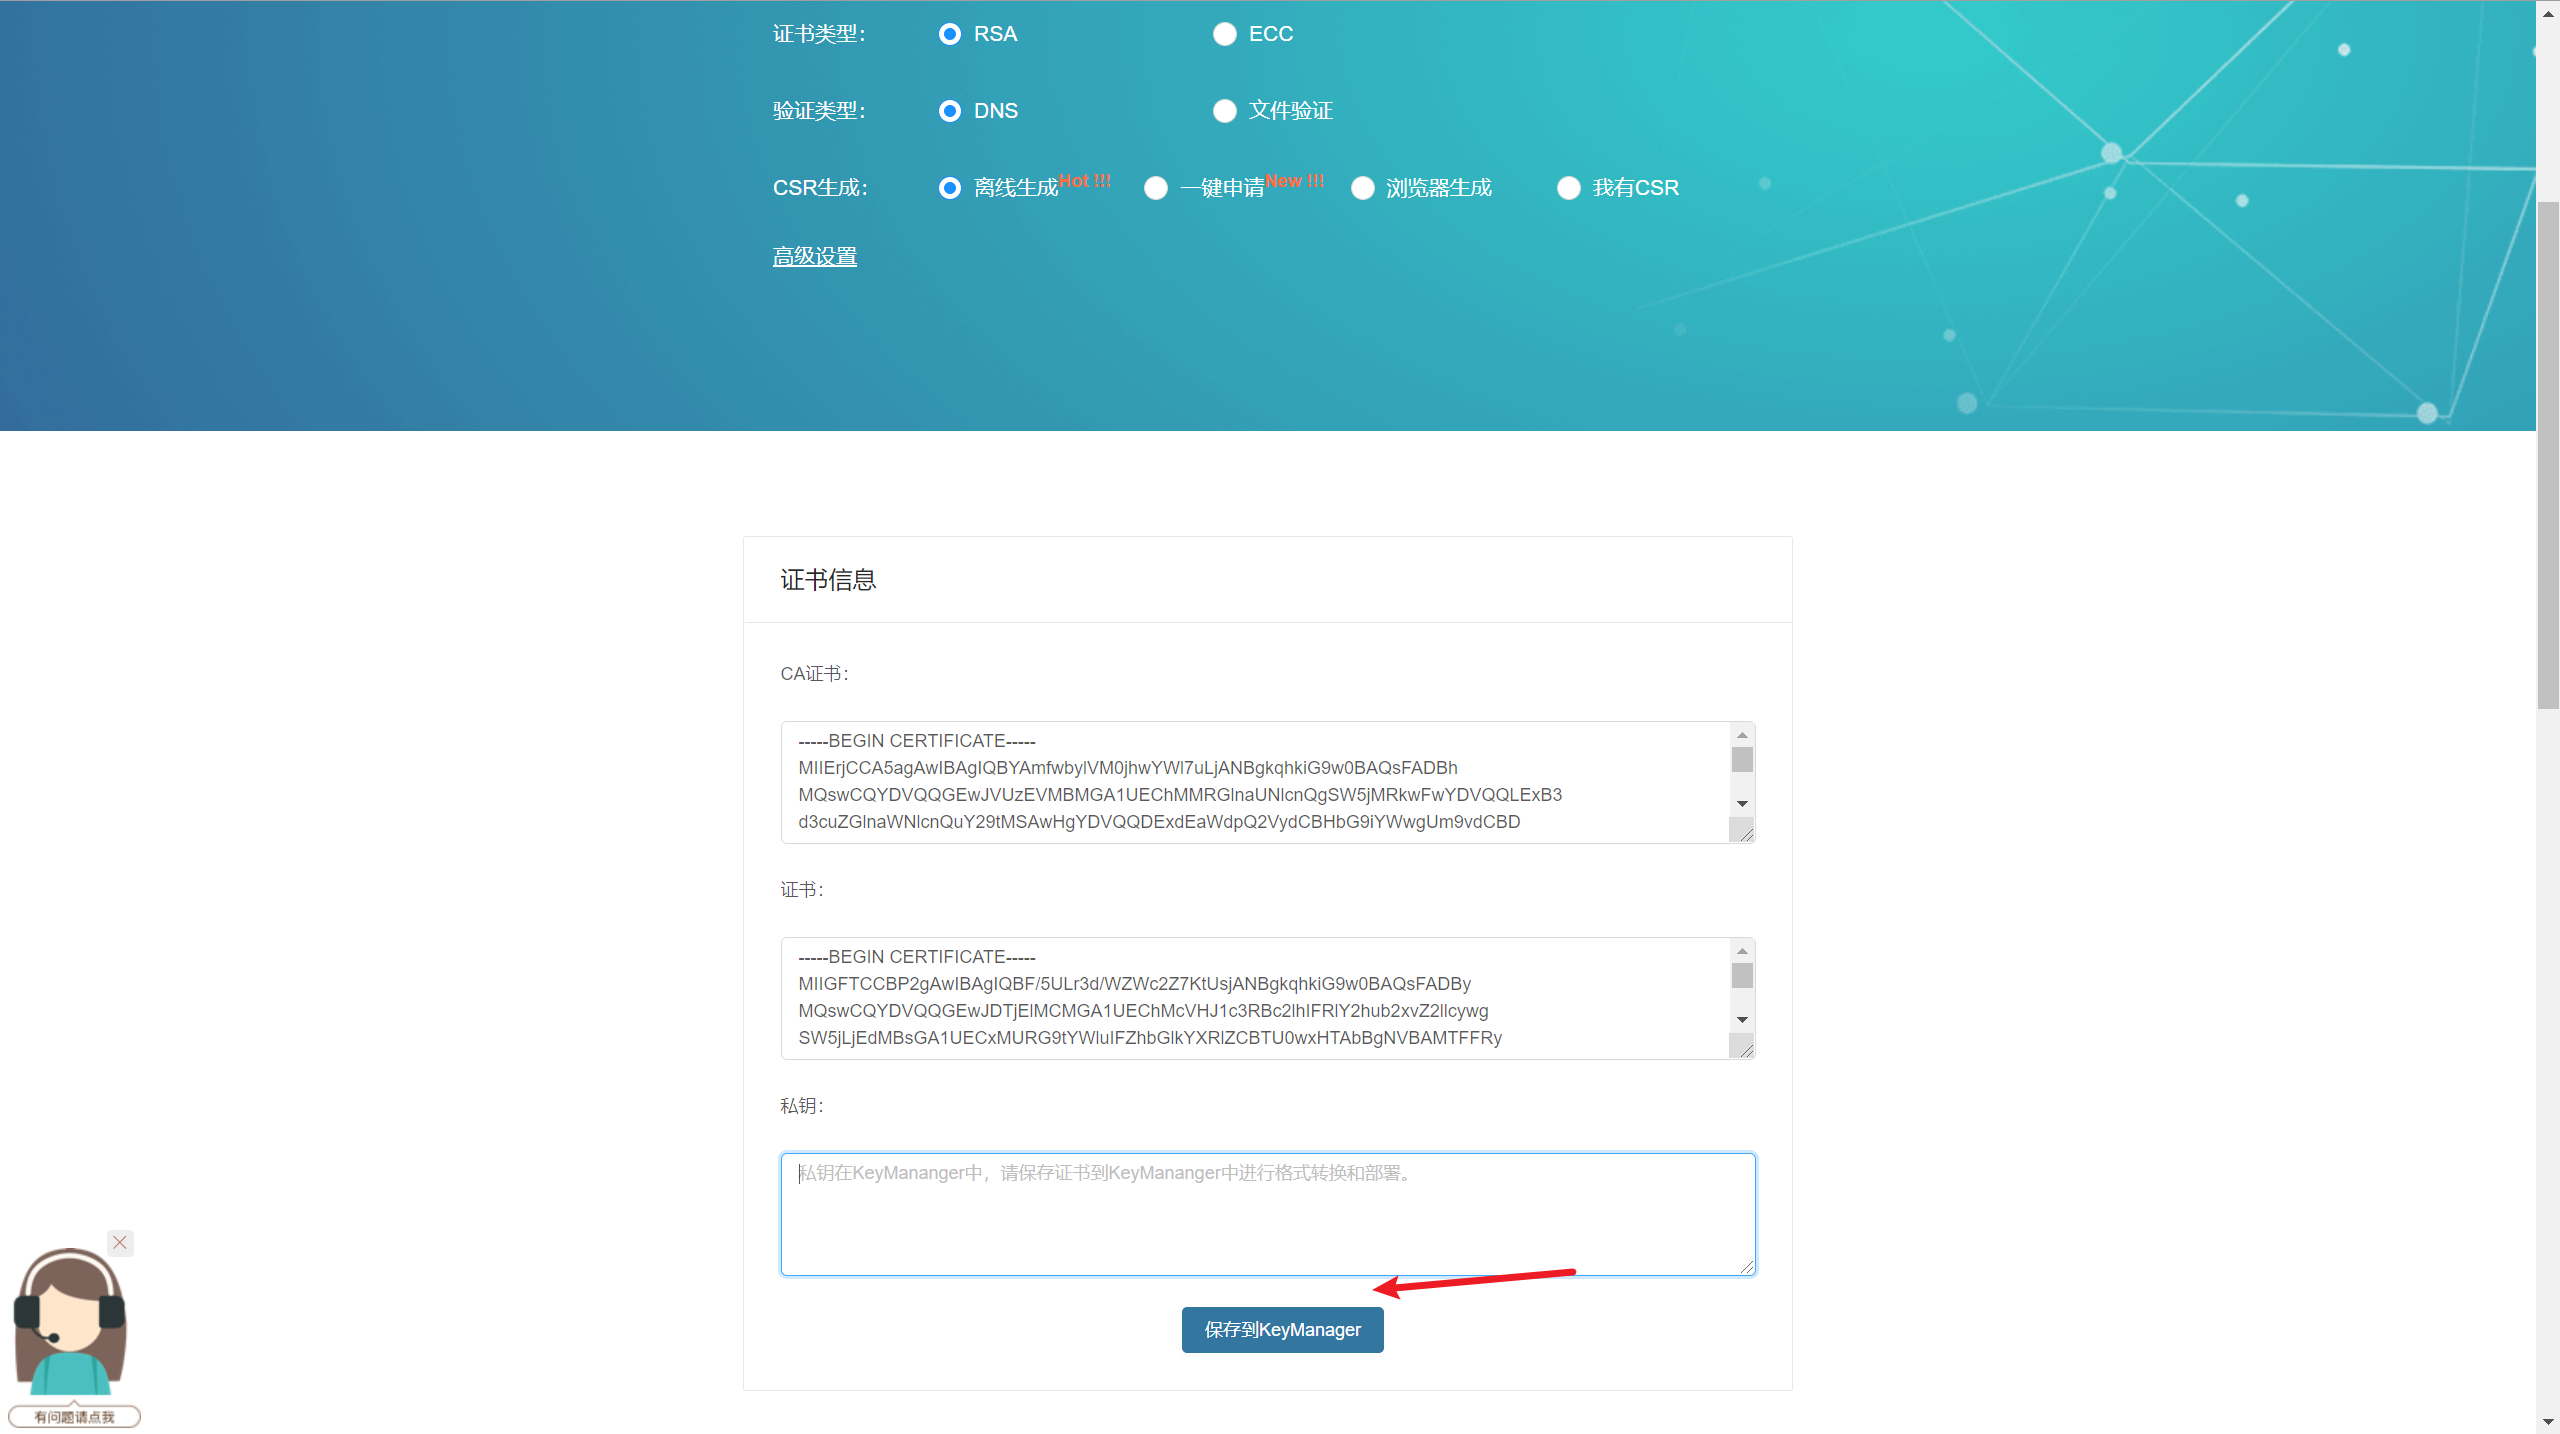 证书类型： RSA ECC
验证类型： DNS 文件验证
CSR生成： 离线生成Hot !!! 一键申请New !!! 浏览器生成 我有CSR
高级设置
证书信息
CA证书：
-----BEGIN CERTIFICATE-----
MIIErjCCA5agAwIBAgIQBYAmfwbylVM0jhwYWl7uLjANBgkqhkiG9w0BAQsFADBh
MQswCQYDVQQGEwJVUzEVMBMGA1UEChMMRGlnaUNlcnQgSW5jMRkwFwYDVQQLExB3
d3cuZGlnaWNlcnQuY29tMSAwHgYDVQQDExdEaWdpQ2VydCBHbG9iYWwgUm9vdCBD
证书：
-----BEGIN CERTIFICATE-----
MIIGFTCCBP2gAwIBAgIQBF/5ULr3d/WZWc2Z7KtUsjANBgkqhkiG9w0BAQsFADBy
MQswCQYDVQQGEwJDTjElMCMGA1UEChMcVHJ1c3RBc2lhIFRlY2hub2xvZ2llcywg
SW5jLjEdMBsGA1UECxMURG9tYWluIFZhbGlkYXRlZCBTU0wxHTAbBgNVBAMTFFRy
私钥：
私钥在KeyMananger中，请保存证书到KeyMananger中进行格式转换和部署。
保存到KeyManager
有问题请点我